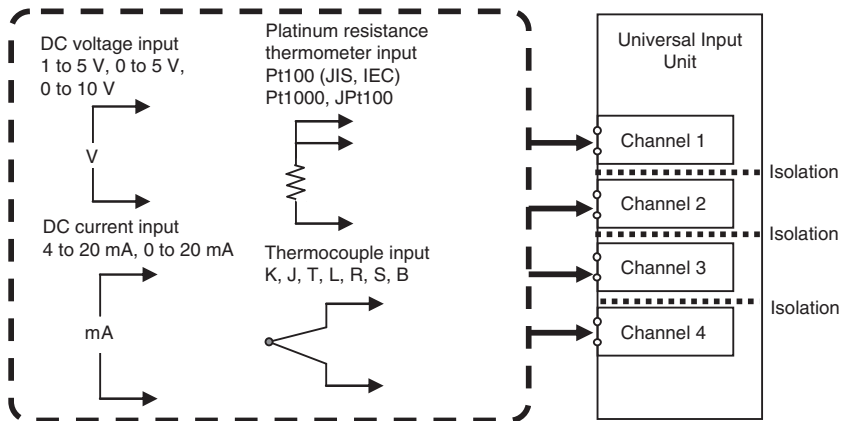 DC voltage input
1 to 5 V, 0 to 5 V,
0 to 10 V
V
Platinum resistance
thermometer input
Pt100 (JIS, IEC)
Pt1000, JPt100
DC current input
4 to 20 mA, 0 to 20 mA
mA
Thermocouple input
K, J, T, L, R, S, B
Universal Input
Unit
Channel 1
Isolation
Channel 2
Isolation
Channel 3
Isolation
Channel 4